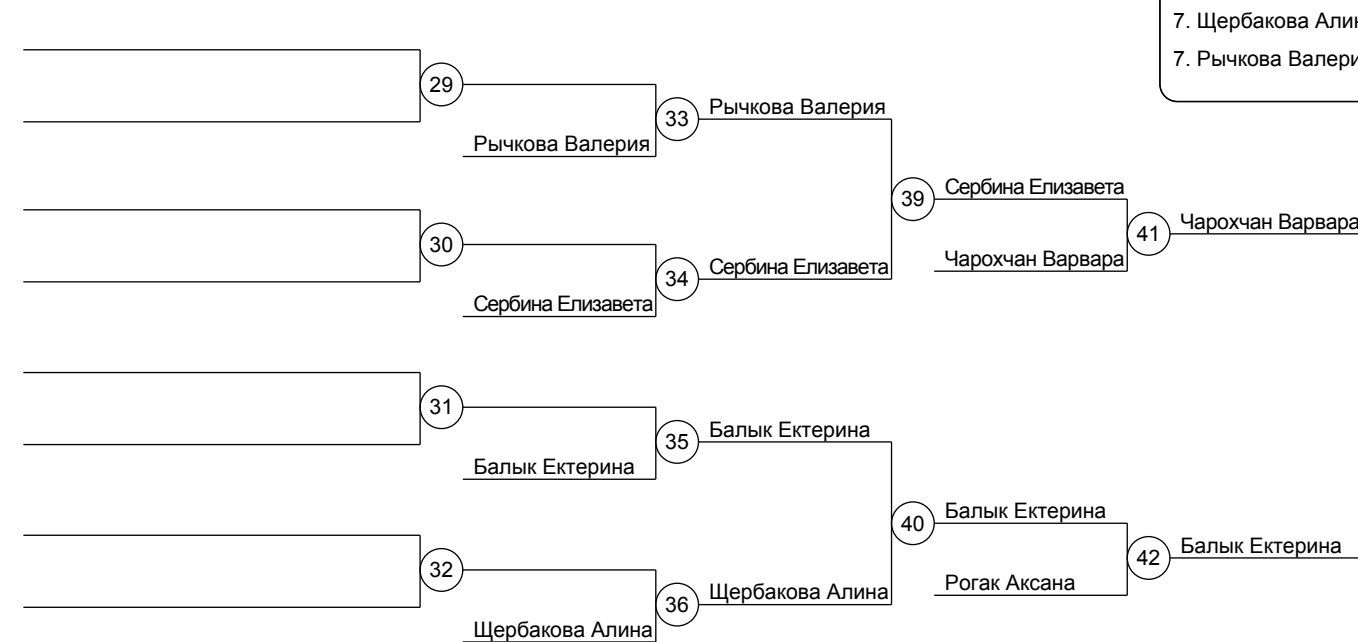 7. Щербакова Алин
7. Рычкова Валери
29
33
Рычкова Валерия
Рычкова Валерия
39
Сербина Елизавета
41
Чарохчан Варвара
30
Чарохчан Варвара
34
Сербина Елизавета
Сербина Елизавета
31
35
Балык Ектерина
Балык Ектерина
40
Балык Ектерина
42
Балык Ектерина
32
Рогак Аксана
36
Щербакова Алина
Щербакова Алина